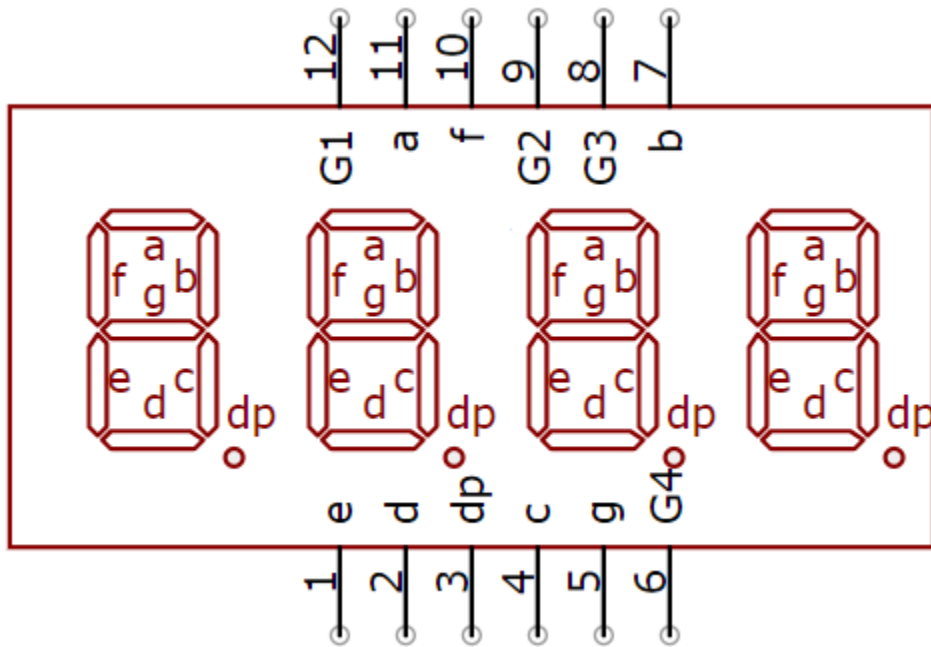 12 11 10 9 8 7
G1 a f G2 G3 b
a a a a
f b f b f b f b
g g g g
e c e c e c e c
d d d d
dp dp dp dp
e d dp c g G4
1 2 3 4 5 6